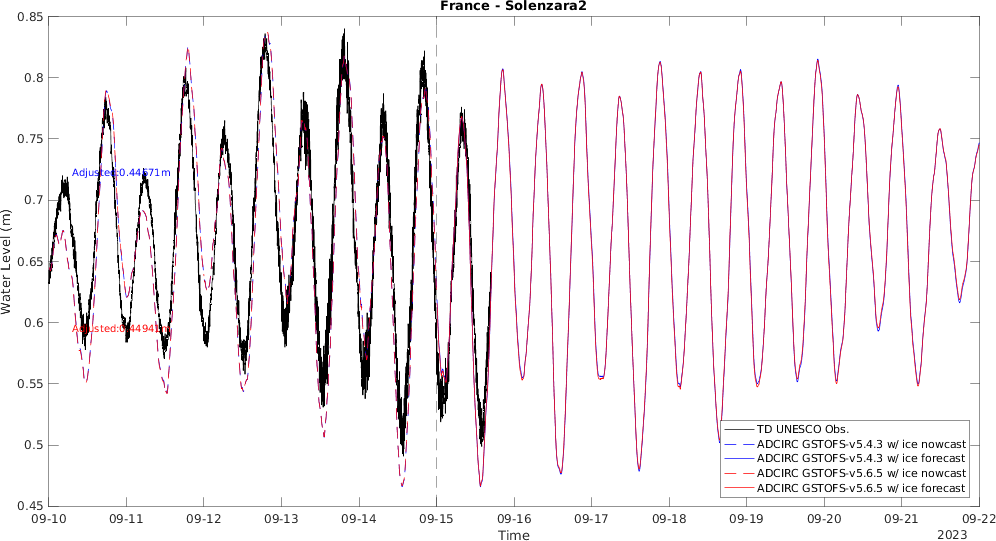 France - Solenzara2
Water Level (m)
0.85
0.8
0.75
0.7
0.65
0.6
0.55
0.5
0.45
Adjusted:0.44571m
TD UNESCO Obs.
ADCIRC GSTOFS-v5.4.3 w/ ice nowcast
ADCIRC GSTOFS-v5.4.3 w/ ice forecast
ADCIRC GSTOFS-v5.6.5 w/ ice nowcast
ADCIRC GSTOFS-v5.6.5 w/ ice forecast
09-10 09-11 09-12 09-13 09-14 09-15 09-16 09-17 09-18 09-19 09-20 09-21 09-22
Time
2023